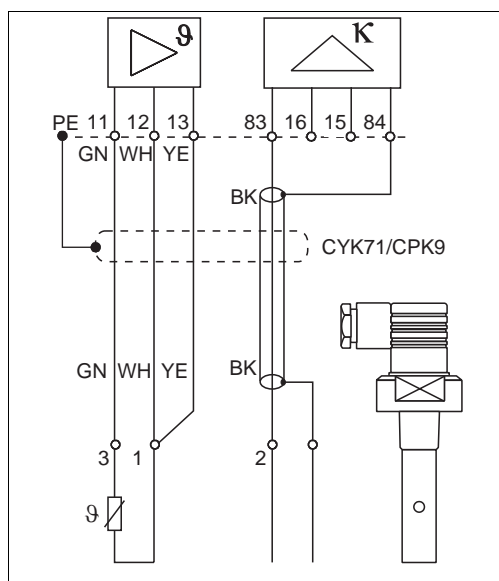 ϑ κ
PE 11 12 13 83 16 15 84
GN WH YE
BK
CYK71/CPK9
GN WH YE BK
3 1 2
ϑ